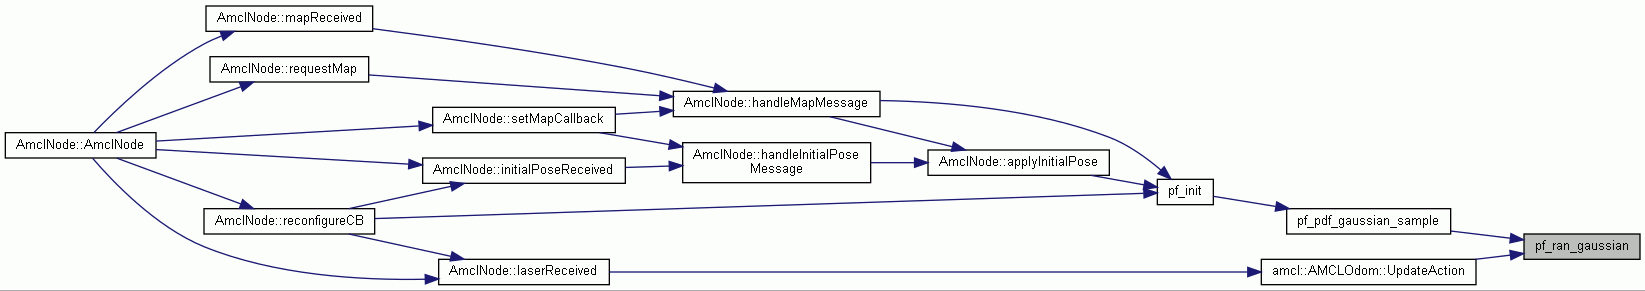 AmclNode::mapReceived
AmclNode::requestMap
AmclNode::handleMapMessage
AmclNode::setMapCallback
AmclNode::AmclNode
AmclNode::handleInitialPose
Message
AmclNode::applyInitialPose
AmclNode::initialPoseReceived
pf_init
AmclNode::reconfigureCB
pf_pdf_gaussian_sample
pf_ran_gaussian
AmclNode::laserReceived
amcl::AMCLOdom::UpdateAction